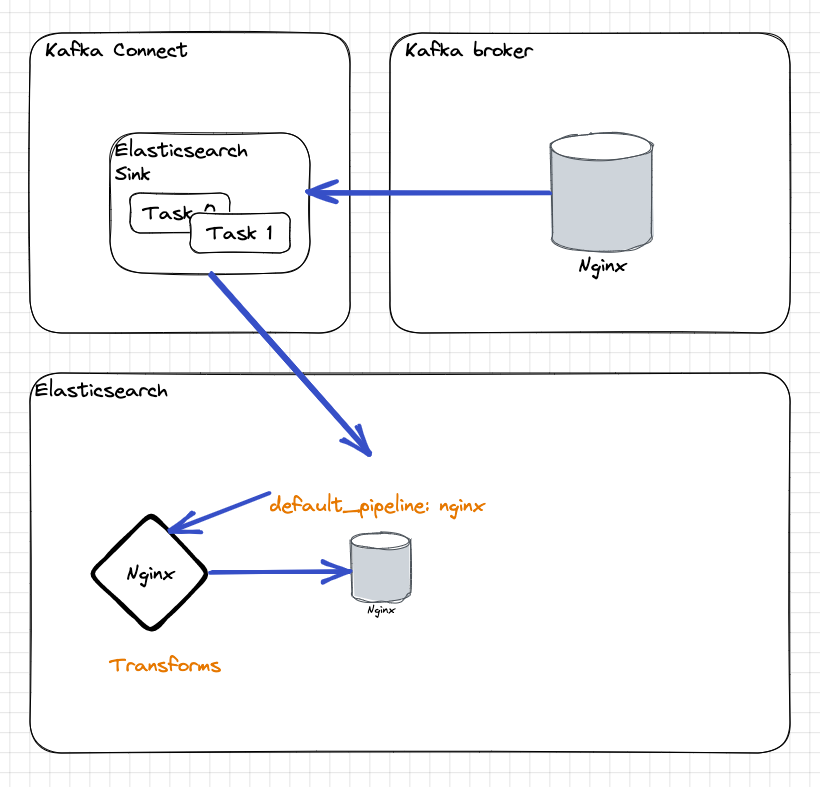 Kafka Connect
Kafka broker
Elasticsearch
Sink
Task 0
Task 1
Nginx
Elasticsearch
default_pipeline: nginx
Nginx
Nginx
Transforms